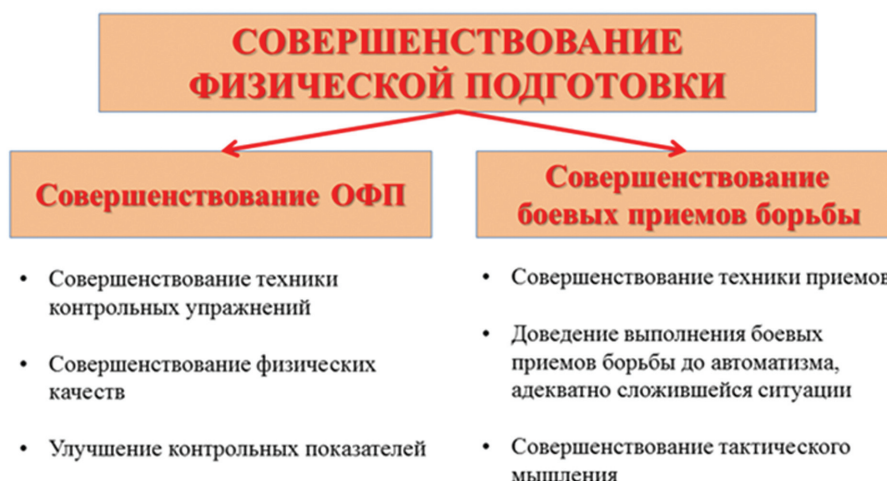 СОВЕРШЕНСТВОВАНИЕ
ФИЗИЧЕСКОЙ ПОДГОТОВКИ
Совершенствование ОФП
• Совершенствование техники
контрольных упражнений
• Совершенствование физических
качеств
• Улучшение контрольных показателей
Совершенствование
боевых приемов борьбы
• Совершенствование техники приемов
• Доведение выполнения боевых
приемов борьбы до автоматизма,
адекватно сложившейся ситуации
• Совершенствование тактического
мышления